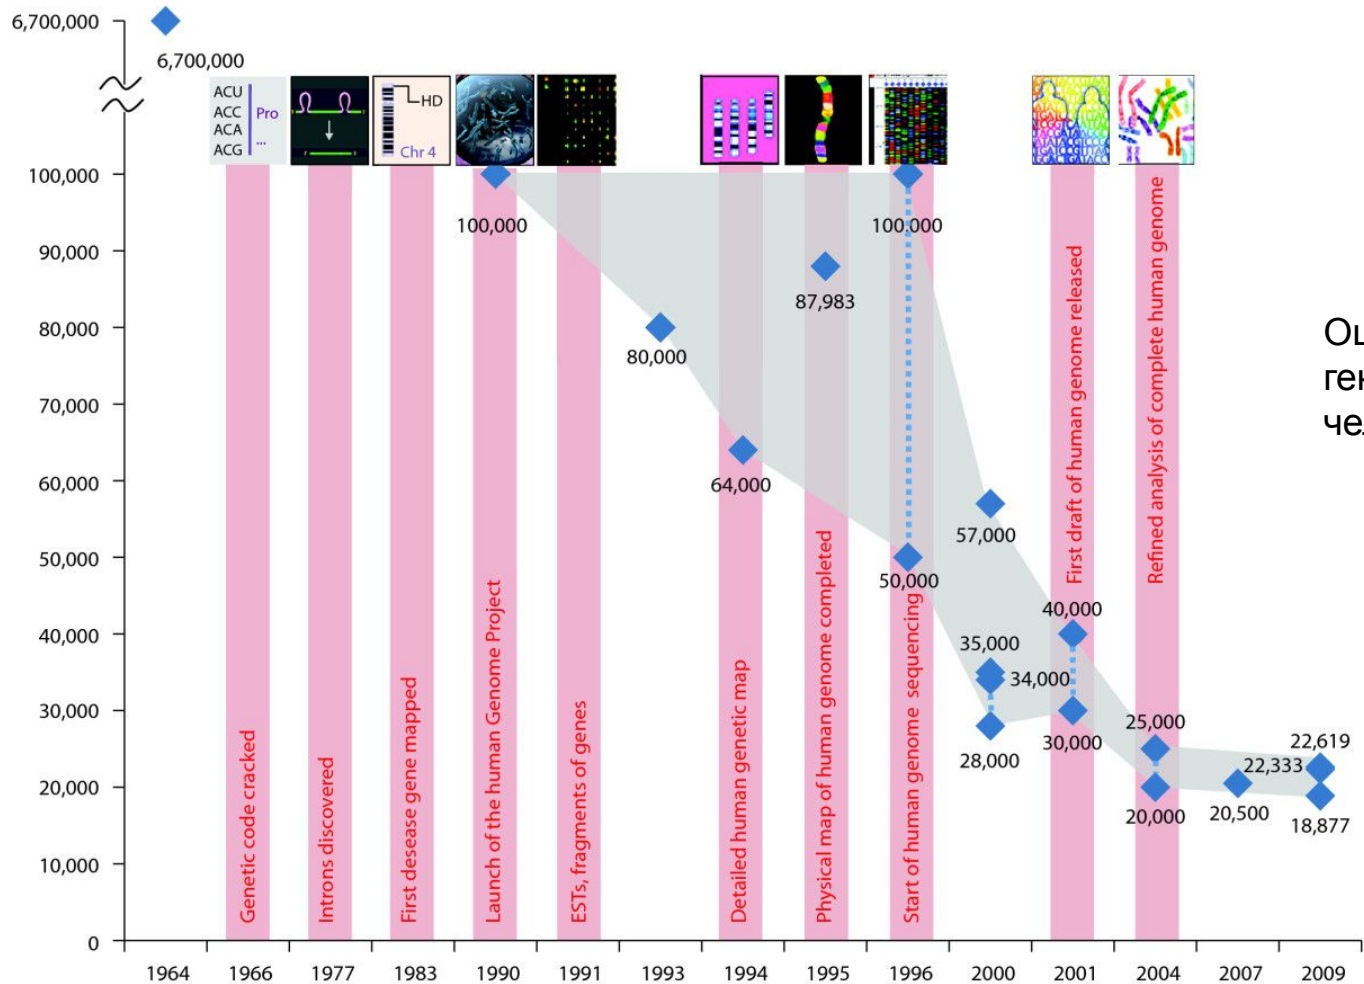 6,700,000
6,700,000
ACU
ACC
ACA
ACG
Pro
...
HD
Chr 4
100,000
90,000
80,000
70,000
60,000
50,000
40,000
30,000
20,000
10,000
0
100,000
80,000
64,000
87,983
100.000
50,000
57,000
35,000
34,000
28,000
40,000
30,000
25,000
20,000
20,500
22,619
22,333
18,877
Genetic code cracked
Introns discovered
First desease gene mapped
Launch of the human Genome Project
ESTs, fragments of genes
Detailed human genetic map
Physical map of human genome completed
Start of human genome sequencing
First draft of human genome released
Refined analysis of complete human genome
1964 1966 1977 1983 1990 1991 1993 1994 1995 1996 2000 2001 2004 2007 2009